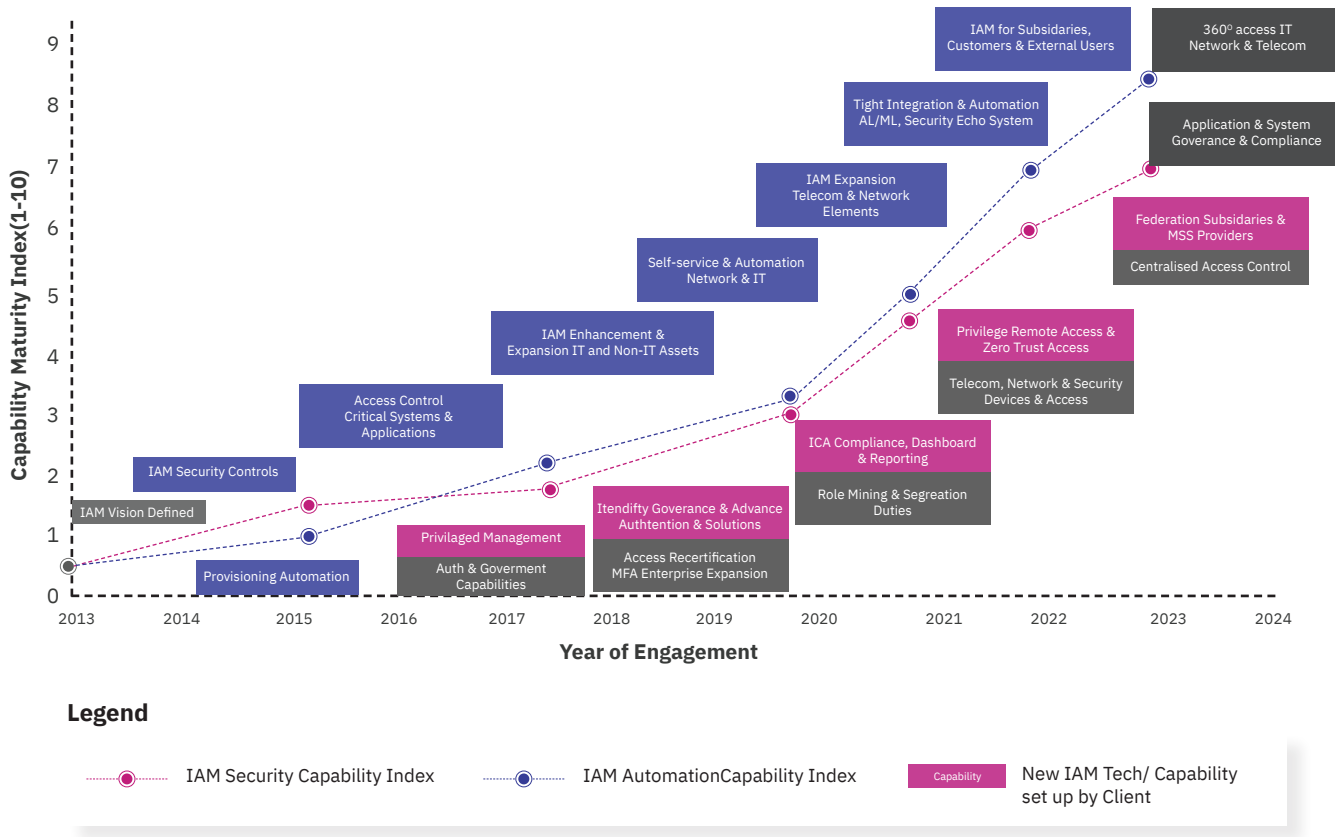 Capability Maturity Index(1-10)
9
8
7
6
5
4
3
2
1
0
IAM Vision Defined
IAM Security Controls
Provisioning Automation
Access Control
Critical Systems &
Applications
Privilaged Management
Auth & Goverment
Capabilities
IAM Enhancement &
Expansion IT and Non-IT Assets
Itendifty Goverance & Advance
Authtention & Solutions
Access Recertification
MFA Enterprise Expansion
Self-service & Automation
Network & IT
IAM Expansion
Telecom & Network
Elements
ICA Compliance, Dashboard
& Reporting
Role Mining & Segreation
Duties
Tight Integration & Automation
AL/ML, Security Echo System
Privilege Remote Access &
Zero Trust Access
Telecom, Network & Security
Devices & Access
IAM for Subsidaries,
Customers & External Users
360⁰ access IT
Network & Telecom
Application & System
Goverance & Compliance
Federation Subsidaries &
MSS Providers
Centralised Access Control
2013
2014
2015
2016
2017
2018
2019
2020
2021
2022
2023
2024
Year of Engagement
Legend
IAM Security Capability Index
IAM AutomationCapability Index
Capability
New IAM Tech/ Capability
set up by Client